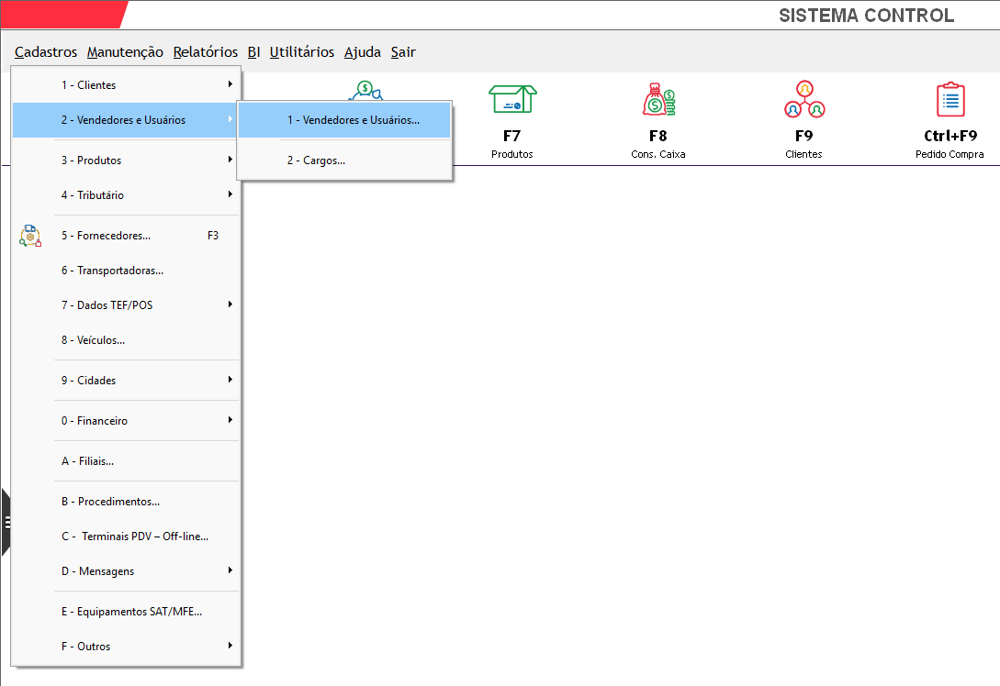 SISTEMA CONTROL
Cadastros Manutenção Relatórios BI Utilitários Ajuda Sair
1 - Clientes
2 - Vendedores e Usuários
3 - Produtos
4 - Tributário
5 - Fornecedores... F3
6 - Transportadoras...
7 - Dados TEF/POS
8 - Veículos...
9 - Cidades
0 - Financeiro
A - Filiais...
B - Procedimentos...
C - Terminais PDV – Off-line...
D - Mensagens
E - Equipamentos SAT/MFE...
F - Outros
1 - Vendedores e Usuários...
2 - Cargos...
F7
Produtos
F8
Cons. Caixa
F9
Clientes
Ctrl+F9
Pedido Compra